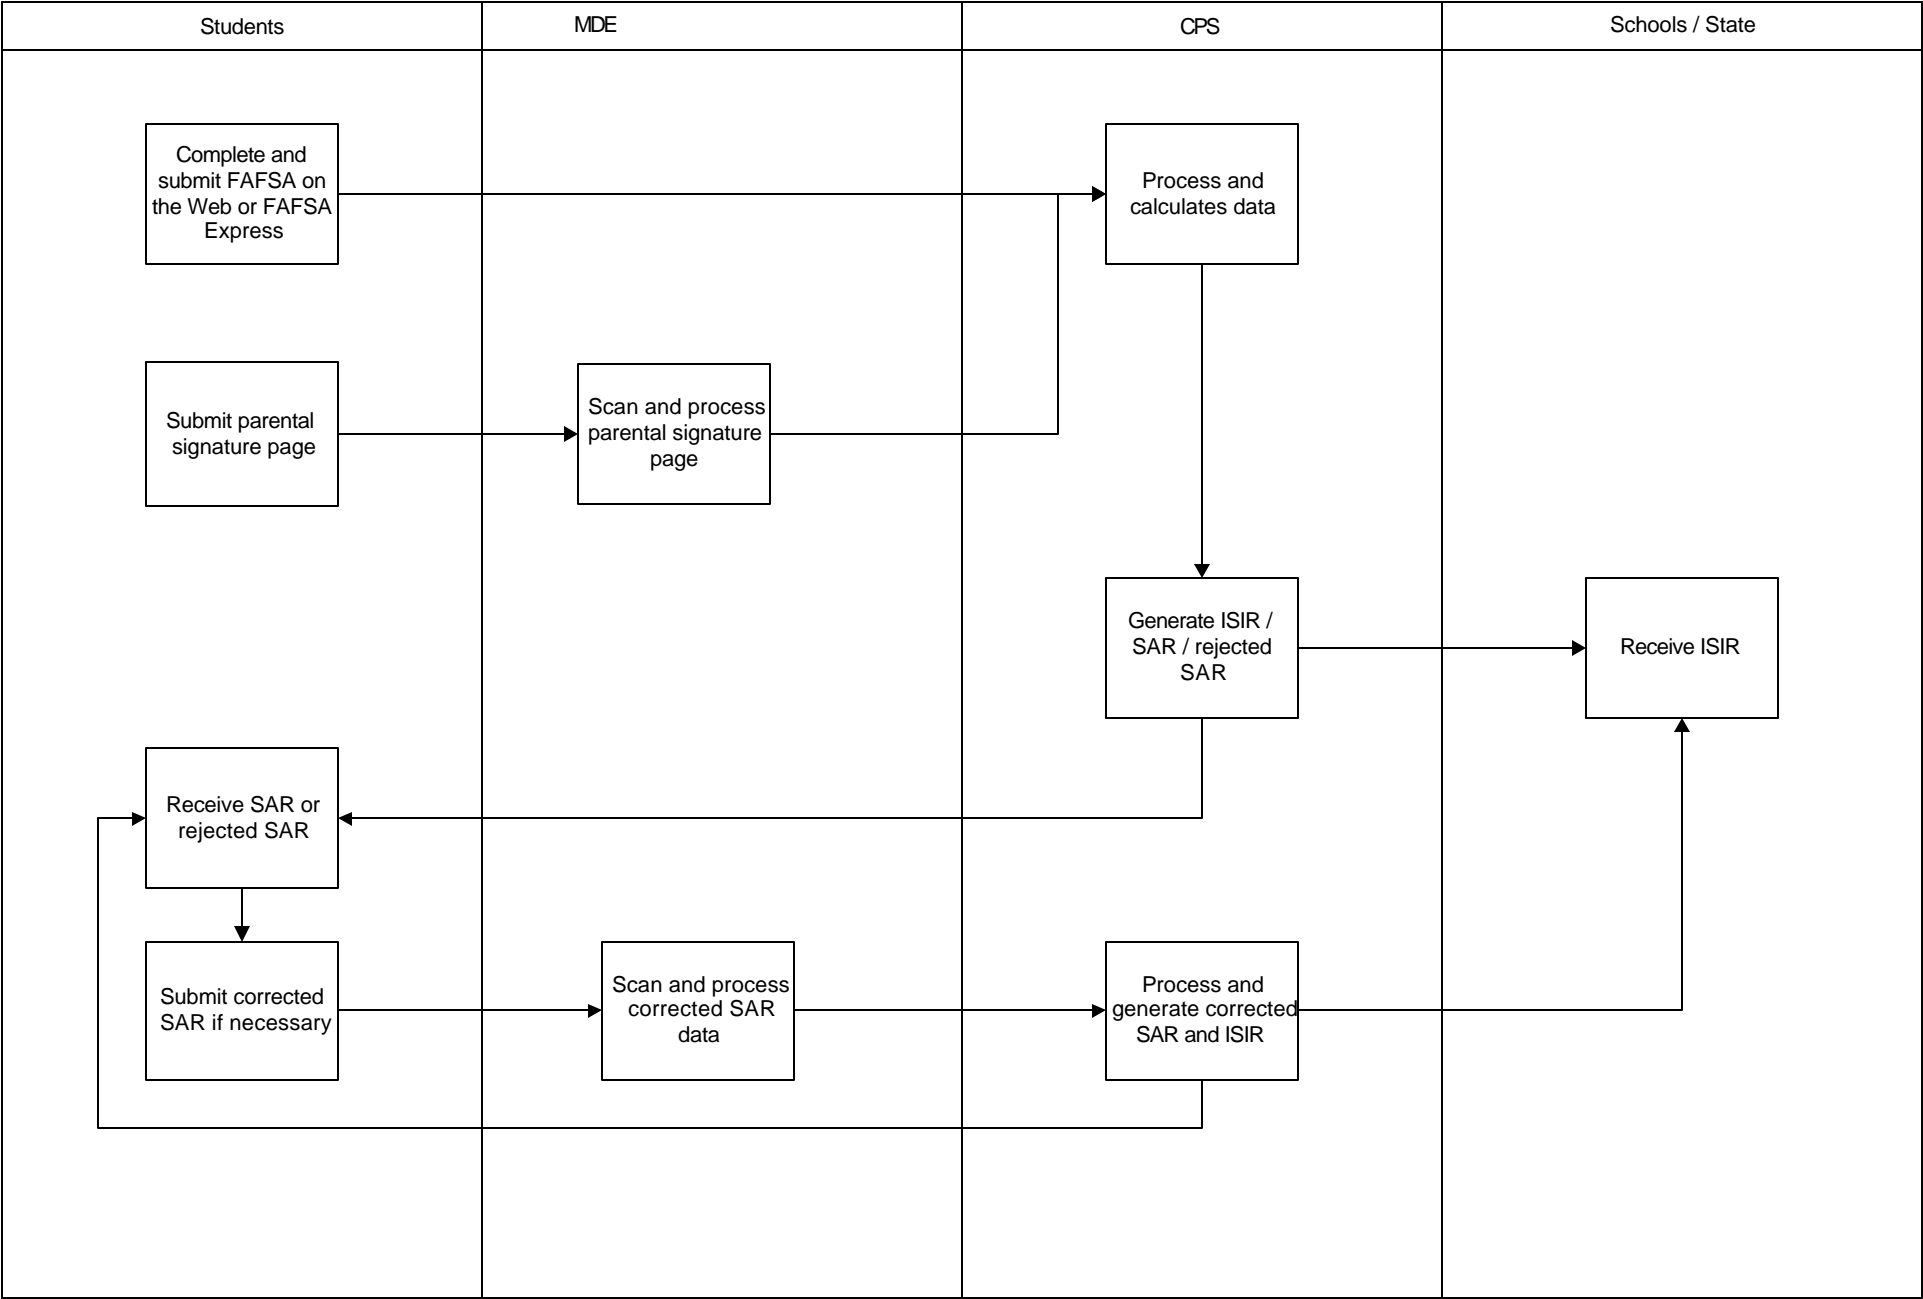 Students
MDE
CPS
Schools / State
Complete and
submit FAFSA on
the Web or FAFSA
Express
Process and
calculates data
Submit parental
signature page
Scan and process
parental signature
page
Generate ISIR /
SAR / rejected
SAR
Receive ISIR
Receive SAR or
rejected SAR
Submit corrected
SAR if necessary
Scan and process
corrected SAR
data
Process and
generate corrected
SAR and ISIR